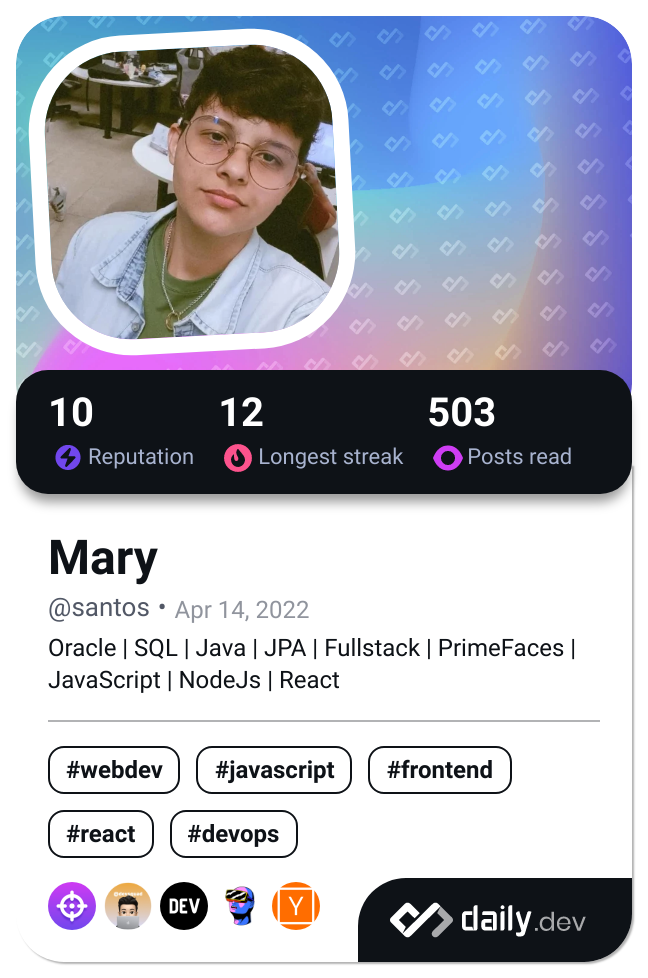 10 12 503
Reputation Longest streak Posts read
Mary
@santos • Apr 14, 2022
Oracle | SQL | Java | JPA | Fullstack | PrimeFaces |
JavaScript | NodeJs | React
#webdev #javascript #frontend
#react #devops
DEV Y
daily.dev